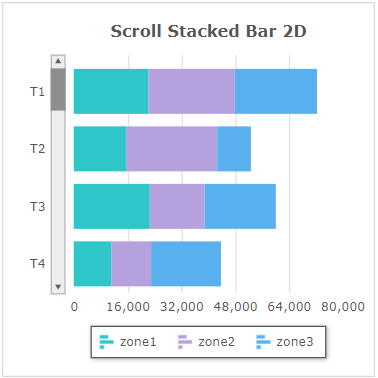 Scroll Stacked Bar 2D
T1
T2
T3
T4
0 16,000 32,000 48,000 64,000 80,000
zone1 zone2 zone3